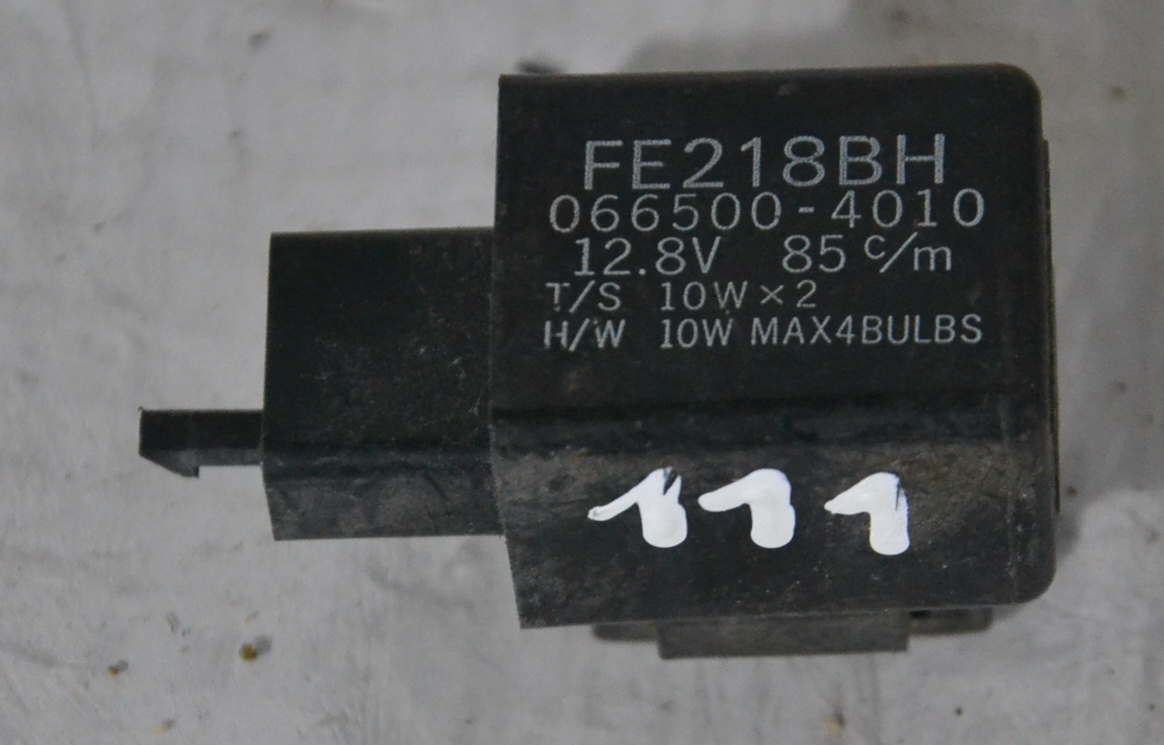 FE218BH
066500-4010
12.8V 85 c/m
T/S 10W×2
H/W 10W MAX4BULBS
111